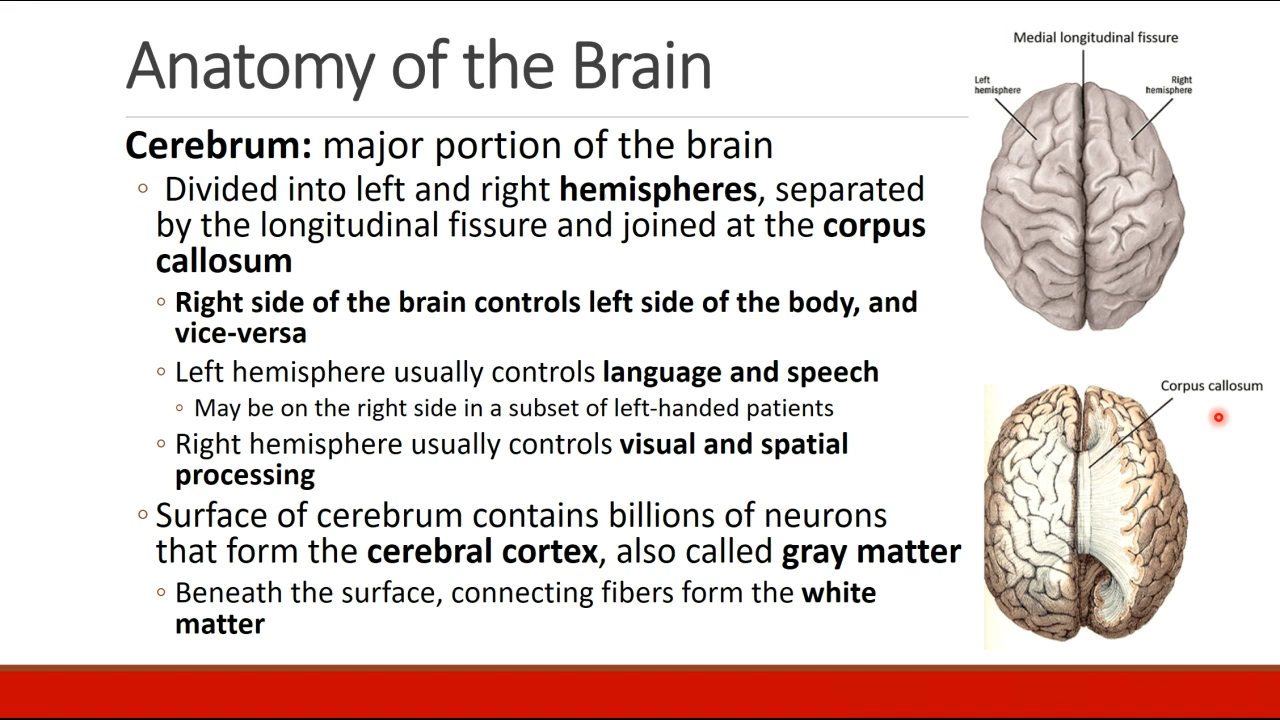 Anatomy of the Brain
Cerebrum: major portion of the brain
◦ Divided into left and right hemispheres, separated
by the longitudinal fissure and joined at the corpus
callosum
◦ Right side of the brain controls left side of the body, and
vice-versa
◦ Left hemisphere usually controls language and speech
◦ May be on the right side in a subset of left-handed patients
◦ Right hemisphere usually controls visual and spatial
processing
◦ Surface of cerebrum contains billions of neurons
that form the cerebral cortex, also called gray matter
◦ Beneath the surface, connecting fibers form the white
matter
Medial longitudinal fissure
Left
hemisphere
Right
hemisphere
Corpus callosum